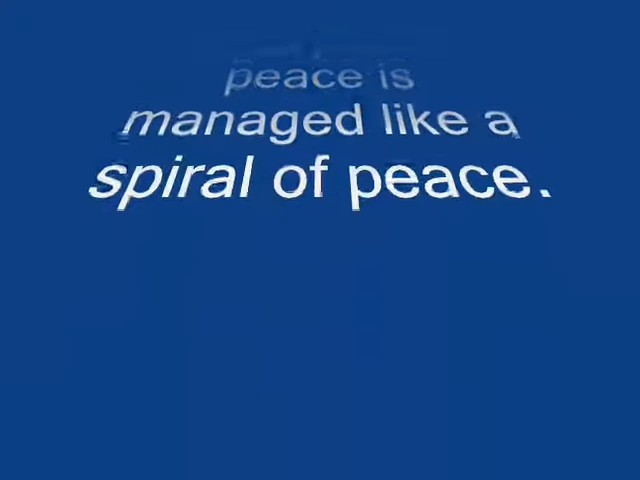 peace is
managed like a
spiral of peace.